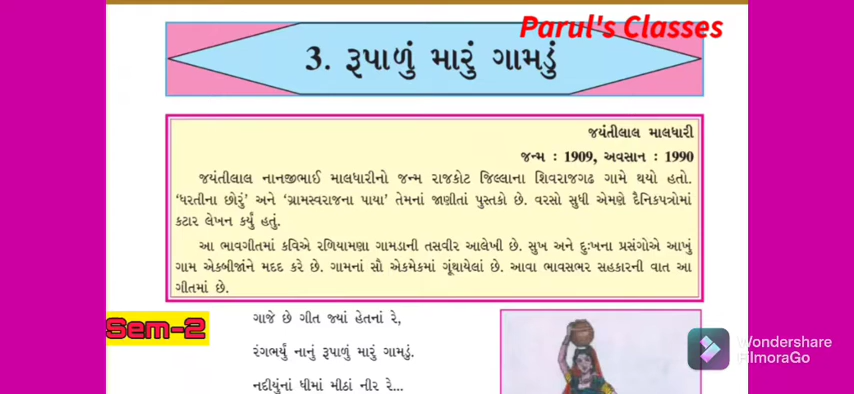 Parul's Classes
3. રૂપાળું મારું ગામડું
જયંતીલાલ માલધારી
જન્મ : 1909, અવસાન : 1990
જયંતીલાલ નાનજીભાઈ માલધારીનો જન્મ રાજકોટ જિલ્લાના શિવરાજગઢ ગામે થયો હતો.
‘ધરતીના છોરું’ અને ‘ગ્રામસ્વરાજના પાયા’ તેમનાં જાણીતાં પુસ્તકો છે. વરસો સુધી એમણે દૈનિકપત્રોમાં
કટાર લેખન કર્યું હતું.
આ ભાવગીતમાં કવિએ રળિયામણા ગામડાની તસવીર આલેખી છે. સુખ અને દુઃખના પ્રસંગોએ આખું
ગામ એકબીજાંને મદદ કરે છે. ગામનાં સૌ એકમેકમાં ગૂંથાયેલાં છે. આવા ભાવસભર સહકારની વાત આ
ગીતમાં છે.
Sem-2
ગાજે છે ગીત જ્યાં હેતનાં રે,
રંગભર્યું નાનું રૂપાળું મારું ગામડું.
નદીયુંનાં ધીમાં મીઠાં નીર રે...
Wondershare
FilmoraGo